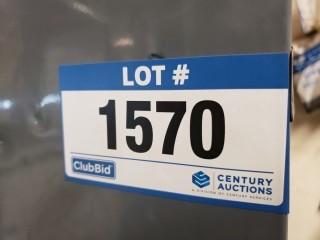 LOT #
1570
ClubBid
CENTURY
AUCTIONS
A DIVISION OF CENTURY SERVICES